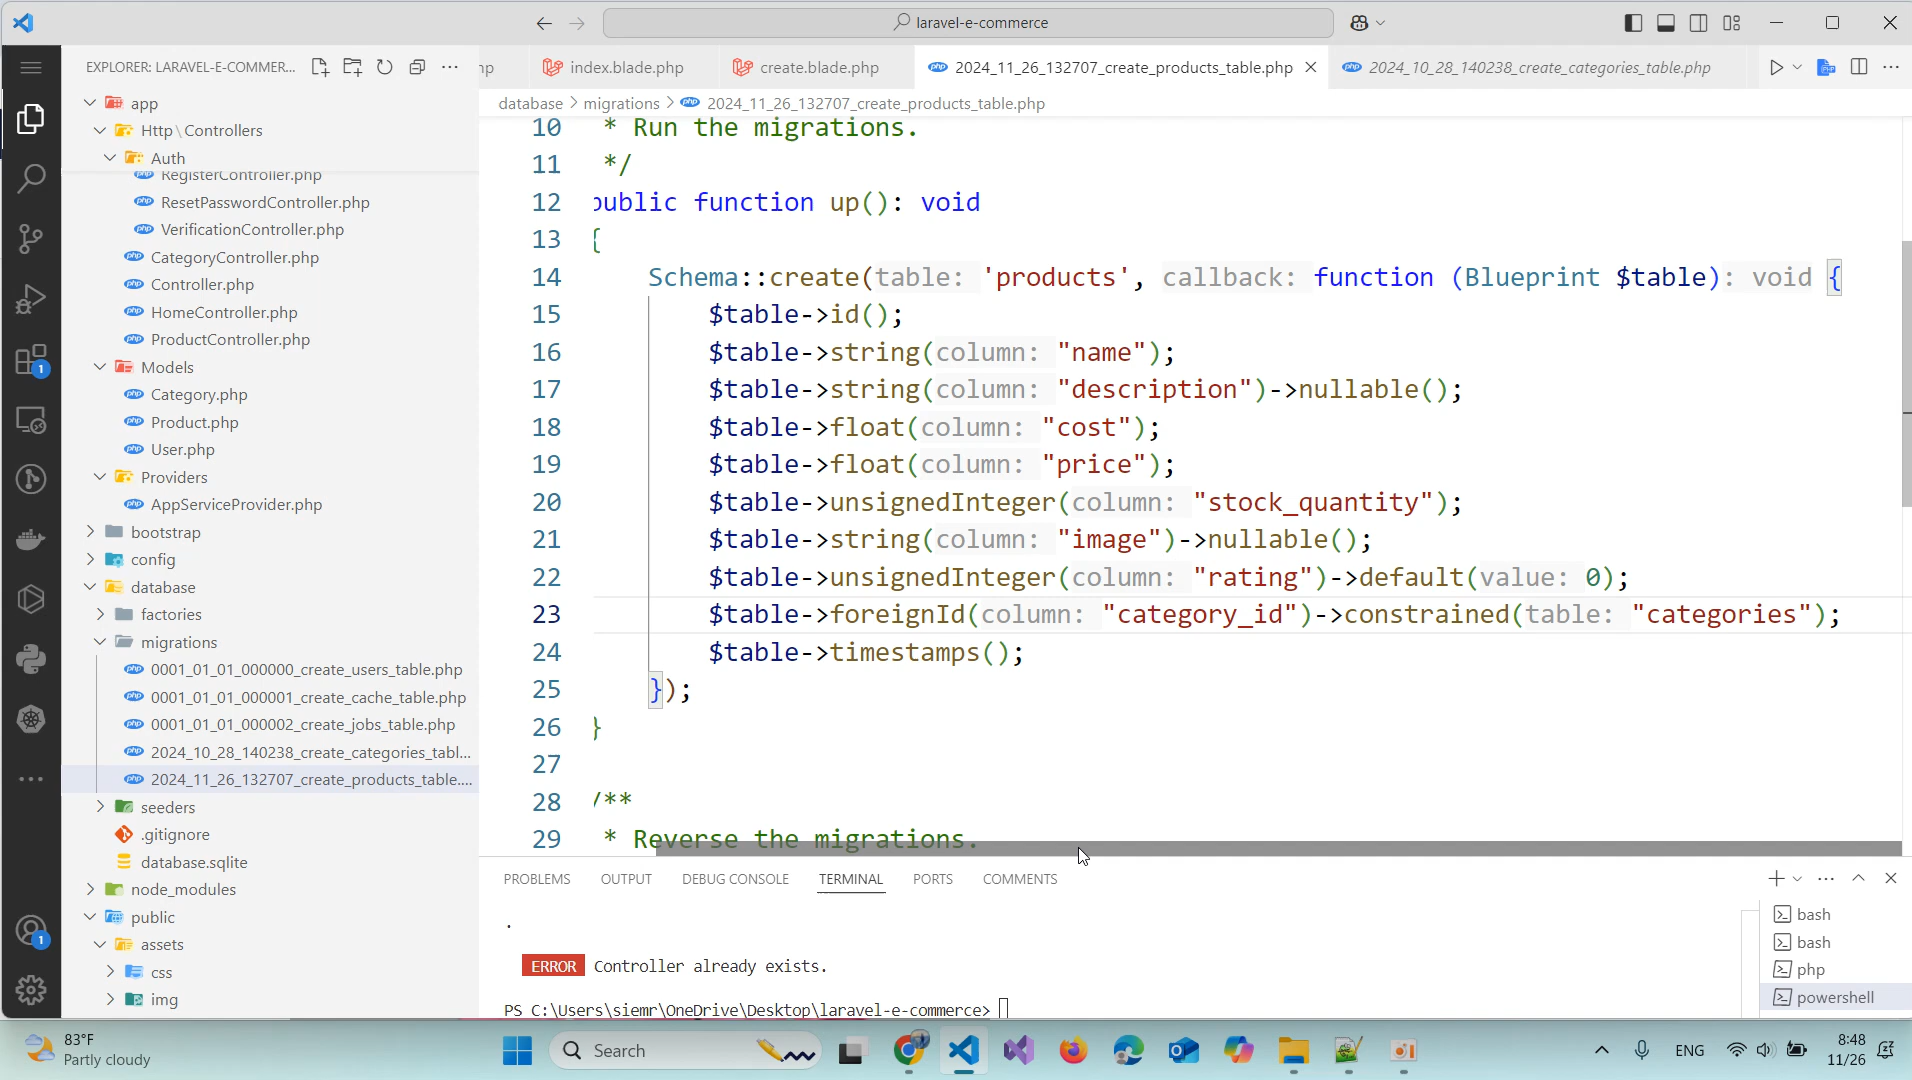 laravel-e-commerce
EXPLORER: LARAVEL-E-COMMER...
np
index.blade.php
create.blade.php
2024_11_26_132707_create_products_table.php
2024_10_28_140238_create_categories_table.php
database > migrations > 2024_11_26_132707_create_products_table.php
app
Http\Controllers
Auth
RegisterController.php
ResetPasswordController.php
VerificationController.php
CategoryController.php
Controller.php
HomeController.php
ProductController.php
Models
Category.php
Product.php
User.php
Providers
AppServiceProvider.php
bootstrap
config
database
factories
migrations
0001_01_01_000000_create_users_table.php
0001_01_01_000001_create_cache_table.php
0001_01_01_000002_create_jobs_table.php
2024_10_28_140238_create_categories_tabl...
2024_11_26_132707_create_products_table....
seeders
.gitignore
database.sqlite
node_modules
public
assets
css
img
1
1
10 * Run the migrations.
11 */
12 public function up(): void
13 {
14 Schema::create(table: 'products', callback: function (Blueprint $table): void {
15 $table->id();
16 $table->string(column: "name");
17 $table->string(column: "description")->nullable();
18 $table->float(column: "cost");
19 $table->float(column: "price");
20 $table->unsignedInteger(column: "stock_quantity");
21 $table->string(column: "image")->nullable();
22 $table->unsignedInteger(column: "rating")->default(value: 0);
23 $table->foreignId(column: "category_id")->constrained(table: "categories");
24 $table->timestamps();
25 });
26 }
27
28 /**
29 * Reverse the migrations.
PROBLEMS OUTPUT DEBUG CONSOLE TERMINAL PORTS COMMENTS
.
ERROR Controller already exists.
PS C:\Users\siemr\OneDrive\Desktop\laravel-e-commerce>
bash
bash
php
powershell
83°F
Partly cloudy
Search
ENG
8:48
11/26